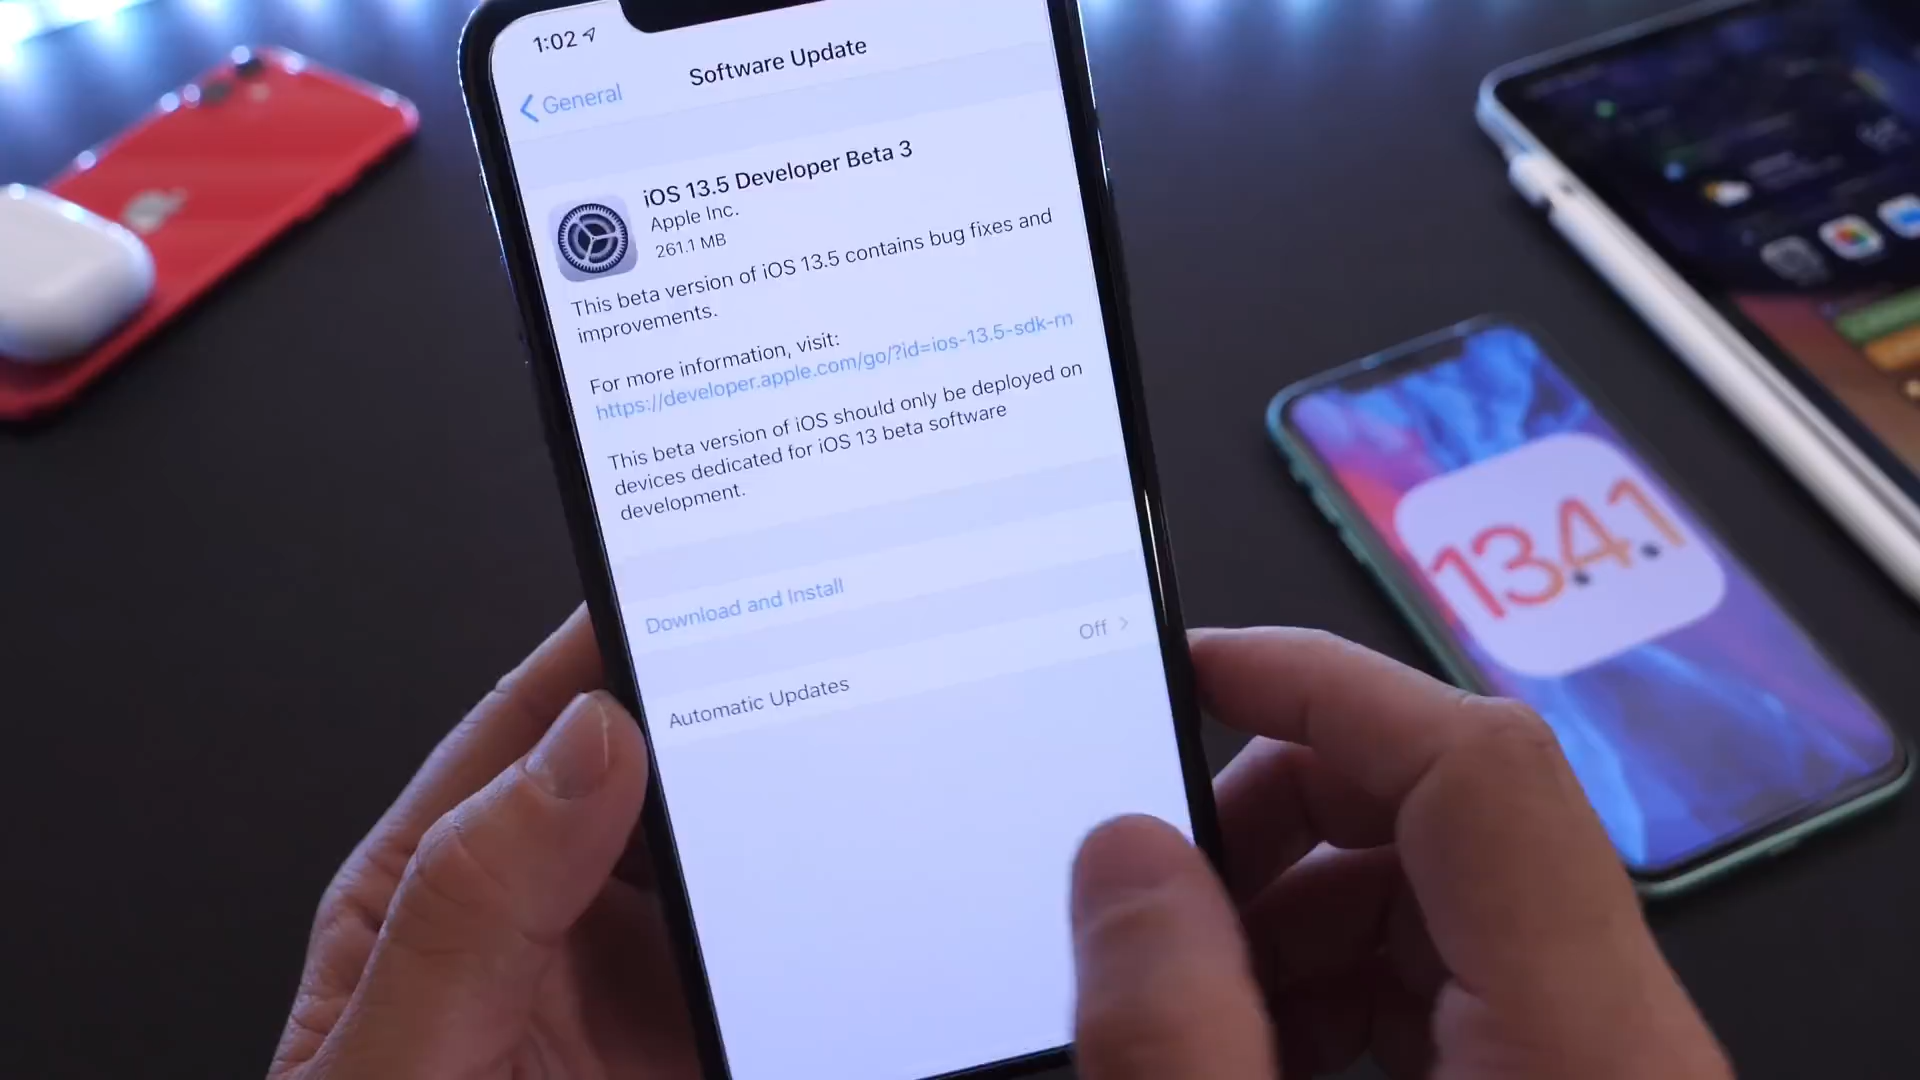 1:02
General
Software Update
iOS 13.5 Developer Beta 3
Apple Inc.
261.1 MB
This beta version of iOS 13.5 contains bug fixes and
improvements.
For more information, visit:
https://developer.apple.com/go/?id=ios-13.5-sdk-m
This beta version of iOS should only be deployed on
devices dedicated for iOS 13 beta software
development.
Download and Install
Automatic Updates
Off
13.4.1